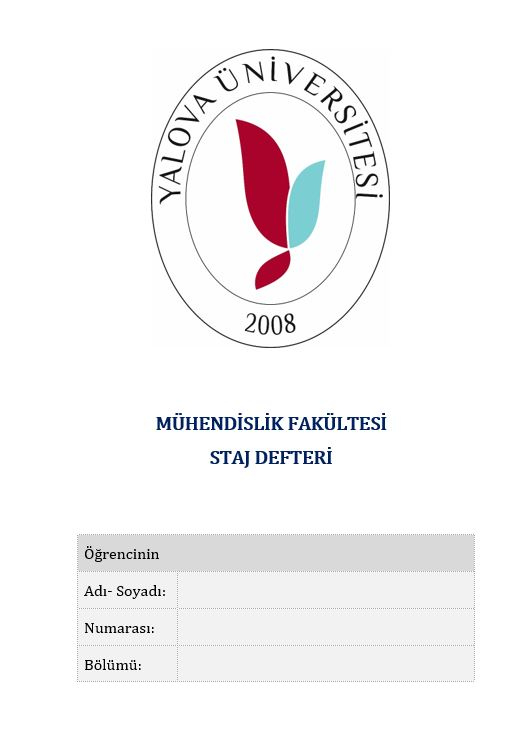 YALOVA ÜNİVERSİTESİ
2008
MÜHENDİSLİK FAKÜLTESİ
STAJ DEFTERİ
Öğrencinin
Adı- Soyadı:
Numarası:
Bölümü: